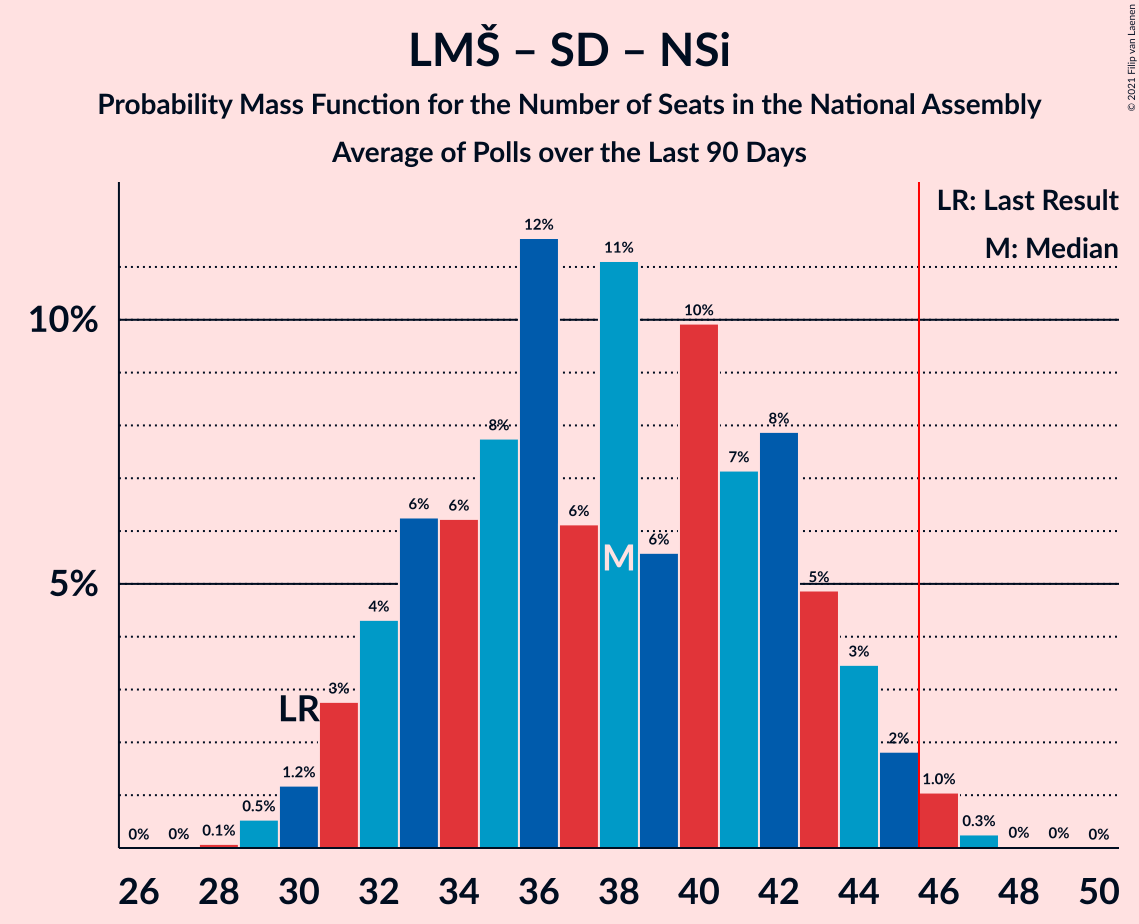 LMŠ – SD – NSi
Probability Mass Function for the Number of Seats in the National Assembly
Average of Polls over the Last 90 Days
© 2021 Filip van Laenen
LR: Last Result
M: Median
10%
5%
0% 0% 0.1% 0.5% 1.2% 3% 4% 6% 6% 8% 12% 6% 11% 6% 10% 7% 8% 5% 3% 2% 1.0% 0.3% 0% 0% 0%
LR
M
26 28 30 32 34 36 38 40 42 44 46 48 50